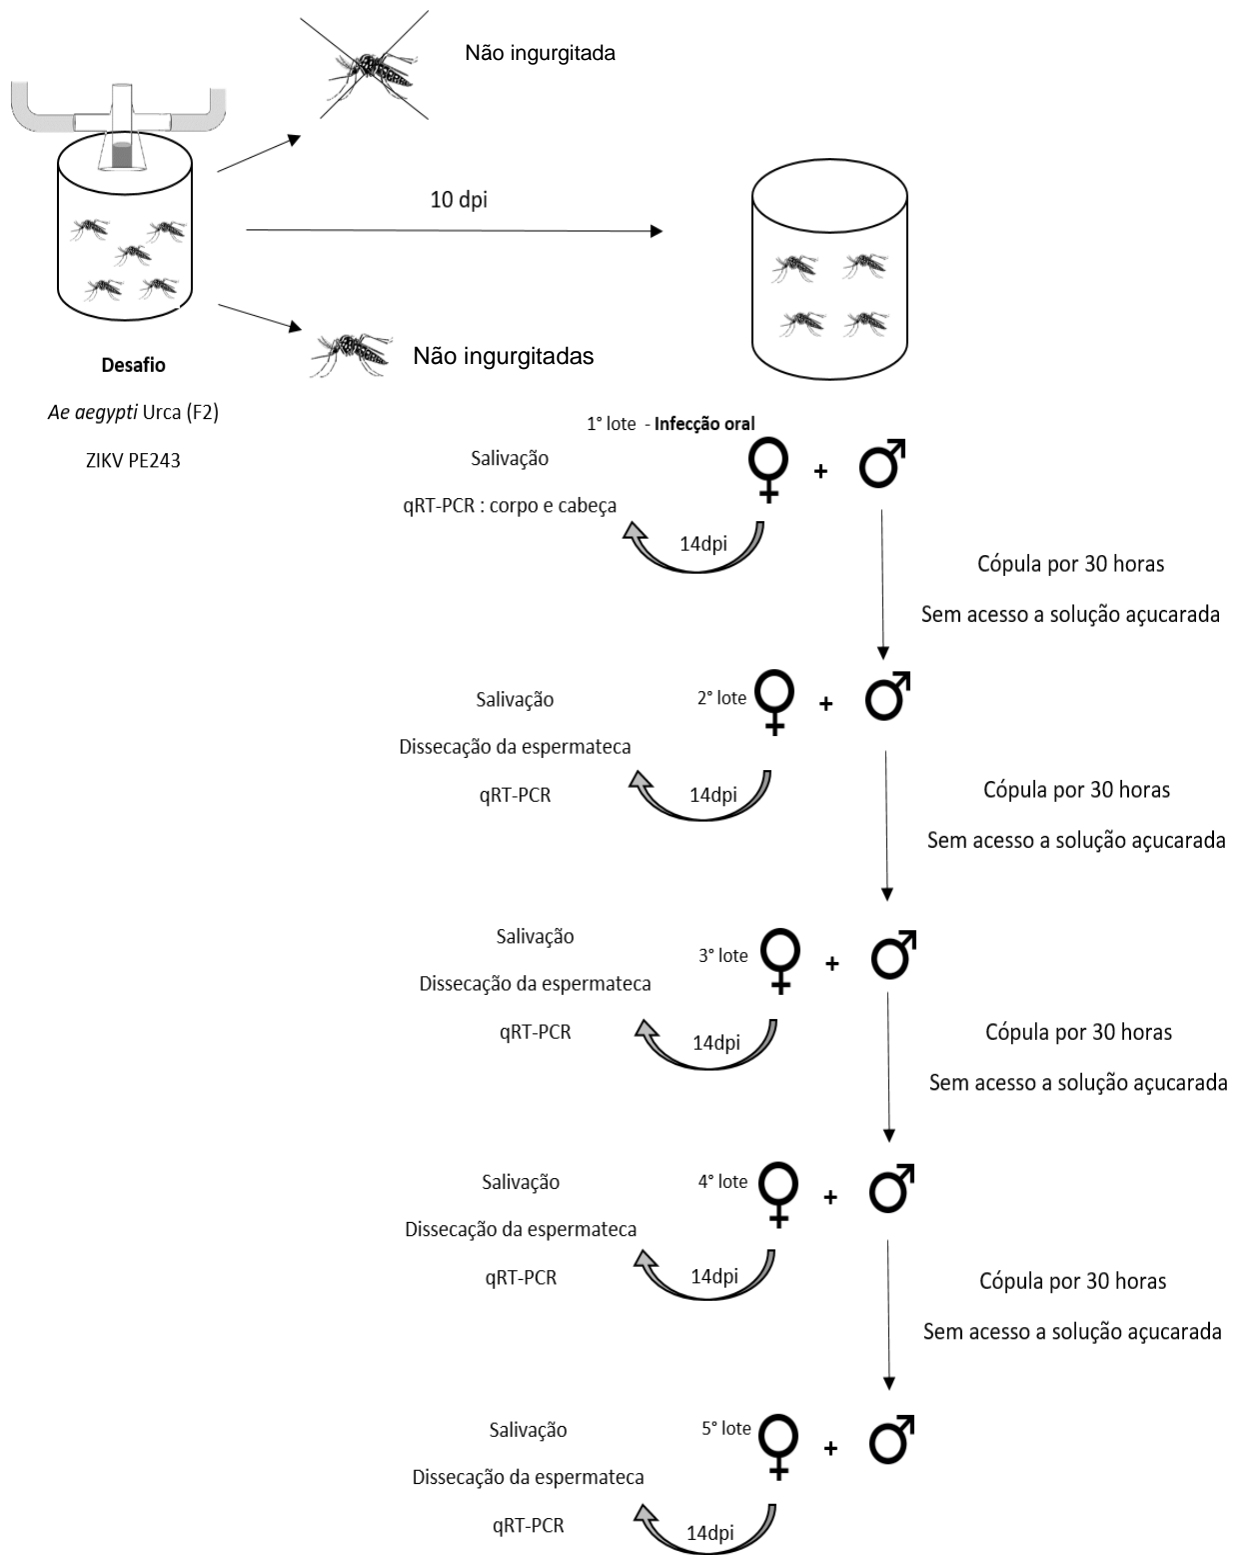 Não ingurgitada
10 dpi
Não ingurgitadas
Desafio
Ae aegypti Urca (F2)
ZIKV PE243
1° lote - Infecção oral
Salivação
qRT-PCR : corpo e cabeça
14dpi
Cópula por 30 horas
Sem acesso a solução açucarada
2° lote
Salivação
Dissecação da espermateca
qRT-PCR
14dpi
Cópula por 30 horas
Sem acesso a solução açucarada
3° lote
Salivação
Dissecação da espermateca
qRT-PCR
14dpi
Cópula por 30 horas
Sem acesso a solução açucarada
4° lote
Salivação
Dissecação da espermateca
qRT-PCR
14dpi
Cópula por 30 horas
Sem acesso a solução açucarada
5° lote
Salivação
Dissecação da espermateca
qRT-PCR
14dpi